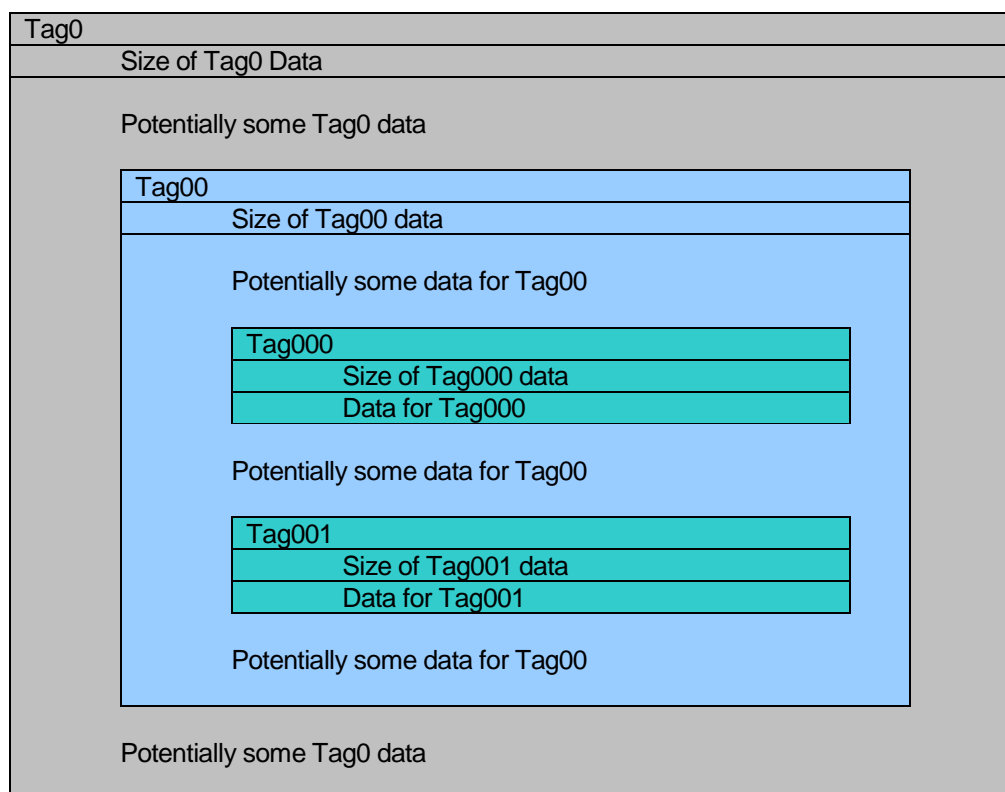 Tag0
Size of Tag0 Data
Potentially some Tag0 data
Tag00
Size of Tag00 data
Potentially some data for Tag00
Tag000
Size of Tag000 data
Data for Tag000
Potentially some data for Tag00
Tag001
Size of Tag001 data
Data for Tag001
Potentially some data for Tag00
Potentially some Tag0 data